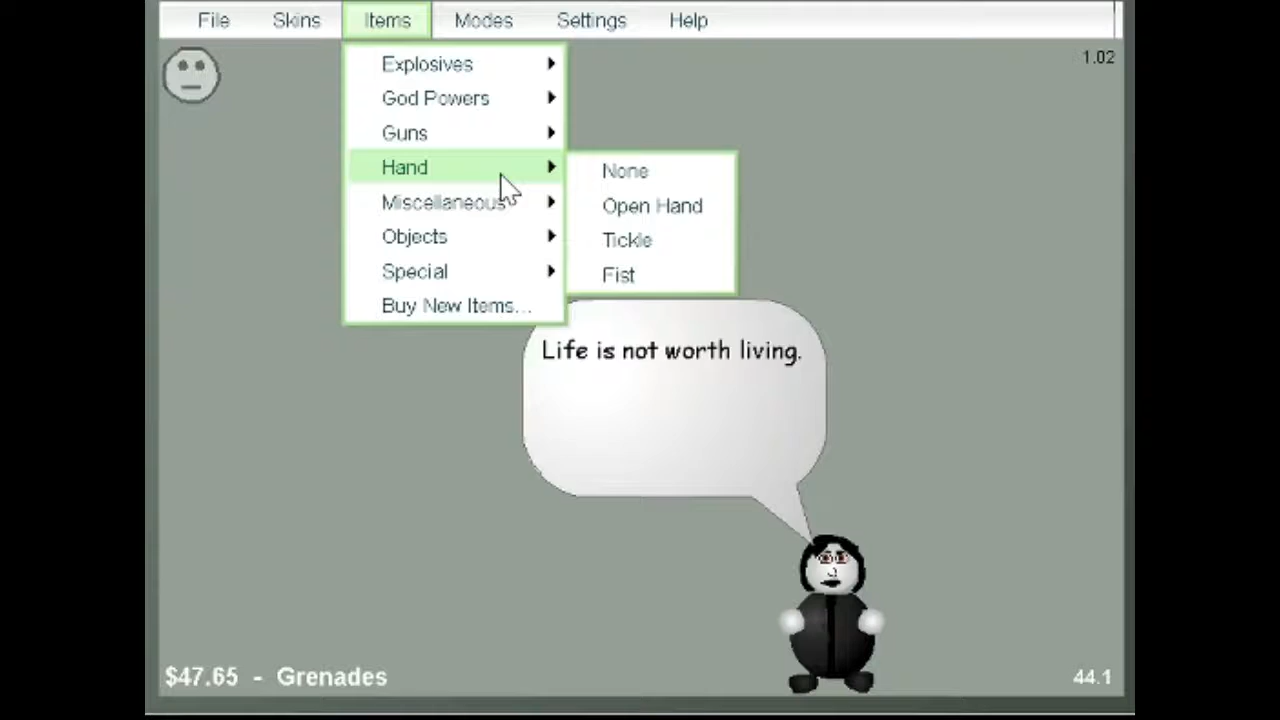 File Skins Items Modes Settings Help
1.02
Explosives
God Powers
Guns
Hand
Miscellaneous
Objects
Special
Buy New Items...
None
Open Hand
Tickle
Fist
Life is not worth living.
$47.65 - Grenades
44.1